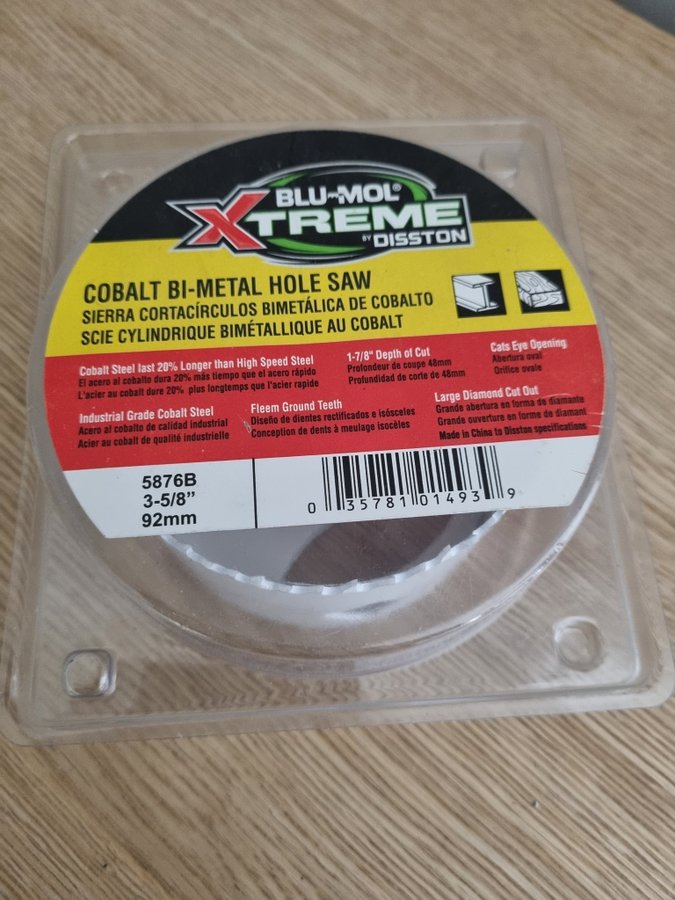 BLU-MOL®
XTREME
BY DISSTON
COBALT BI-METAL HOLE SAW
SIERRA CORTACÍRCULOS BIMETÁLICA DE COBALTO
SCIE CYLINDRIQUE BIMÉTALLIQUE AU COBALT
Cobalt Steel last 20% Longer than High Speed Steel
El acero al cobalto dura 20% más tiempo que el acero rápido
L'acier au cobalt dure 20% plus longtemps que l'acier rapide
1-7/8" Depth of Cut
Profondeur de coupe 48mm
Profundidad de corte de 48mm
Cats Eye Opening
Abertura oval
Orifice ovale
Industrial Grade Cobalt Steel
Acero al cobalto de calidad industrial
Acier au cobalt de qualité industrielle
Fleem Ground Teeth
Diseño de dientes rectificados e isósceles
Conception de dents à meulage isocèles
Large Diamond Cut Out
Grande abertura en forma de diamante
Grande ouverture en forme de diamant
Made in China to Disston specifications
5876B
3-5/8"
92mm
0 35781 01493 9